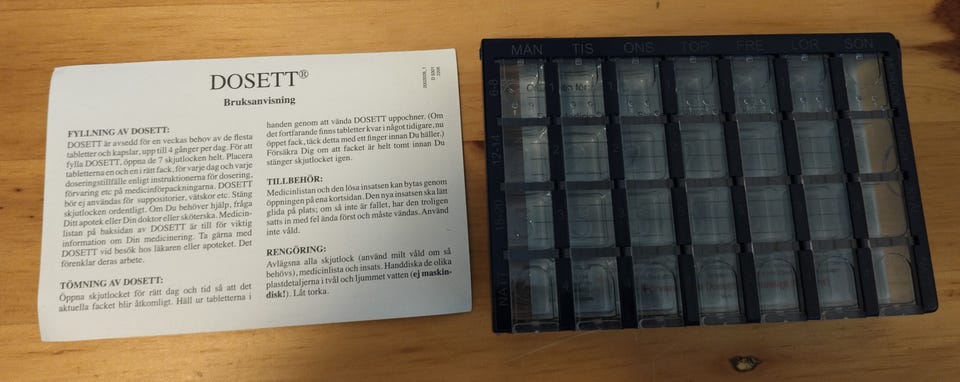 DOSETT®
Bruksanvisning
FYLLNING AV DOSETT:
DOSETT är avsedd för en veckas behov av de flesta
tabletter och kapslar, upp till 4 gånger per dag. För att
fylla DOSETT, öppna de 7 skjutlocken helt. Placera
tabletterna en och en i rätt fack, för varje dag och varje
doseringstillfälle enligt instruktionerna för dosering,
förvaring etc på medicinförpackningarna. DOSETT
bör ej användas för suppositorier, vätskor etc. Stäng
skjutlocken ordentligt. Om Du behöver hjälp, fråga
Ditt apotek eller Din doktor eller sköterska. Medicin-
listan på baksidan av DOSETT är till för viktig
information om Din medicinering. Ta gärna med
DOSETT vid besök hos läkaren eller apoteket. Det
förenklar deras arbete.
TÖMNING AV DOSETT:
Öppna skjutlocket för rätt dag och tid så att det
aktuella facket blir åtkomligt. Häll ur tabletterna i
handen genom att vända DOSETT uppochner. (Om
det fortfarande finns tabletter kvar i något tidigare, nu
öppet fack, täck detta med ett finger innan Du häller.)
Försäkra Dig om att facket är helt tomt innan Du
stänger skjutlocket igen.
TILLBEHÖR:
Medicinlistan och den lösa insatsen kan bytas genom
öppningen på ena kortsidan. Den nya insatsen ska lätt
glida på plats; om så inte är fallet, har den troligen
satts in med fel ända först och måste vändas. Använd
inte våld.
RENGÖRING:
Avlägsna alla skjutlock (använd milt våld om så
behövs), medicinlista och insats. Handdiska de olika
plastdetaljerna i tvål och ljummet vatten (ej maskin-
disk!). Låt torka.
MÅN TIS ONS TOR FRE LÖR SÖN
6-8
12-14
18-20
NATT